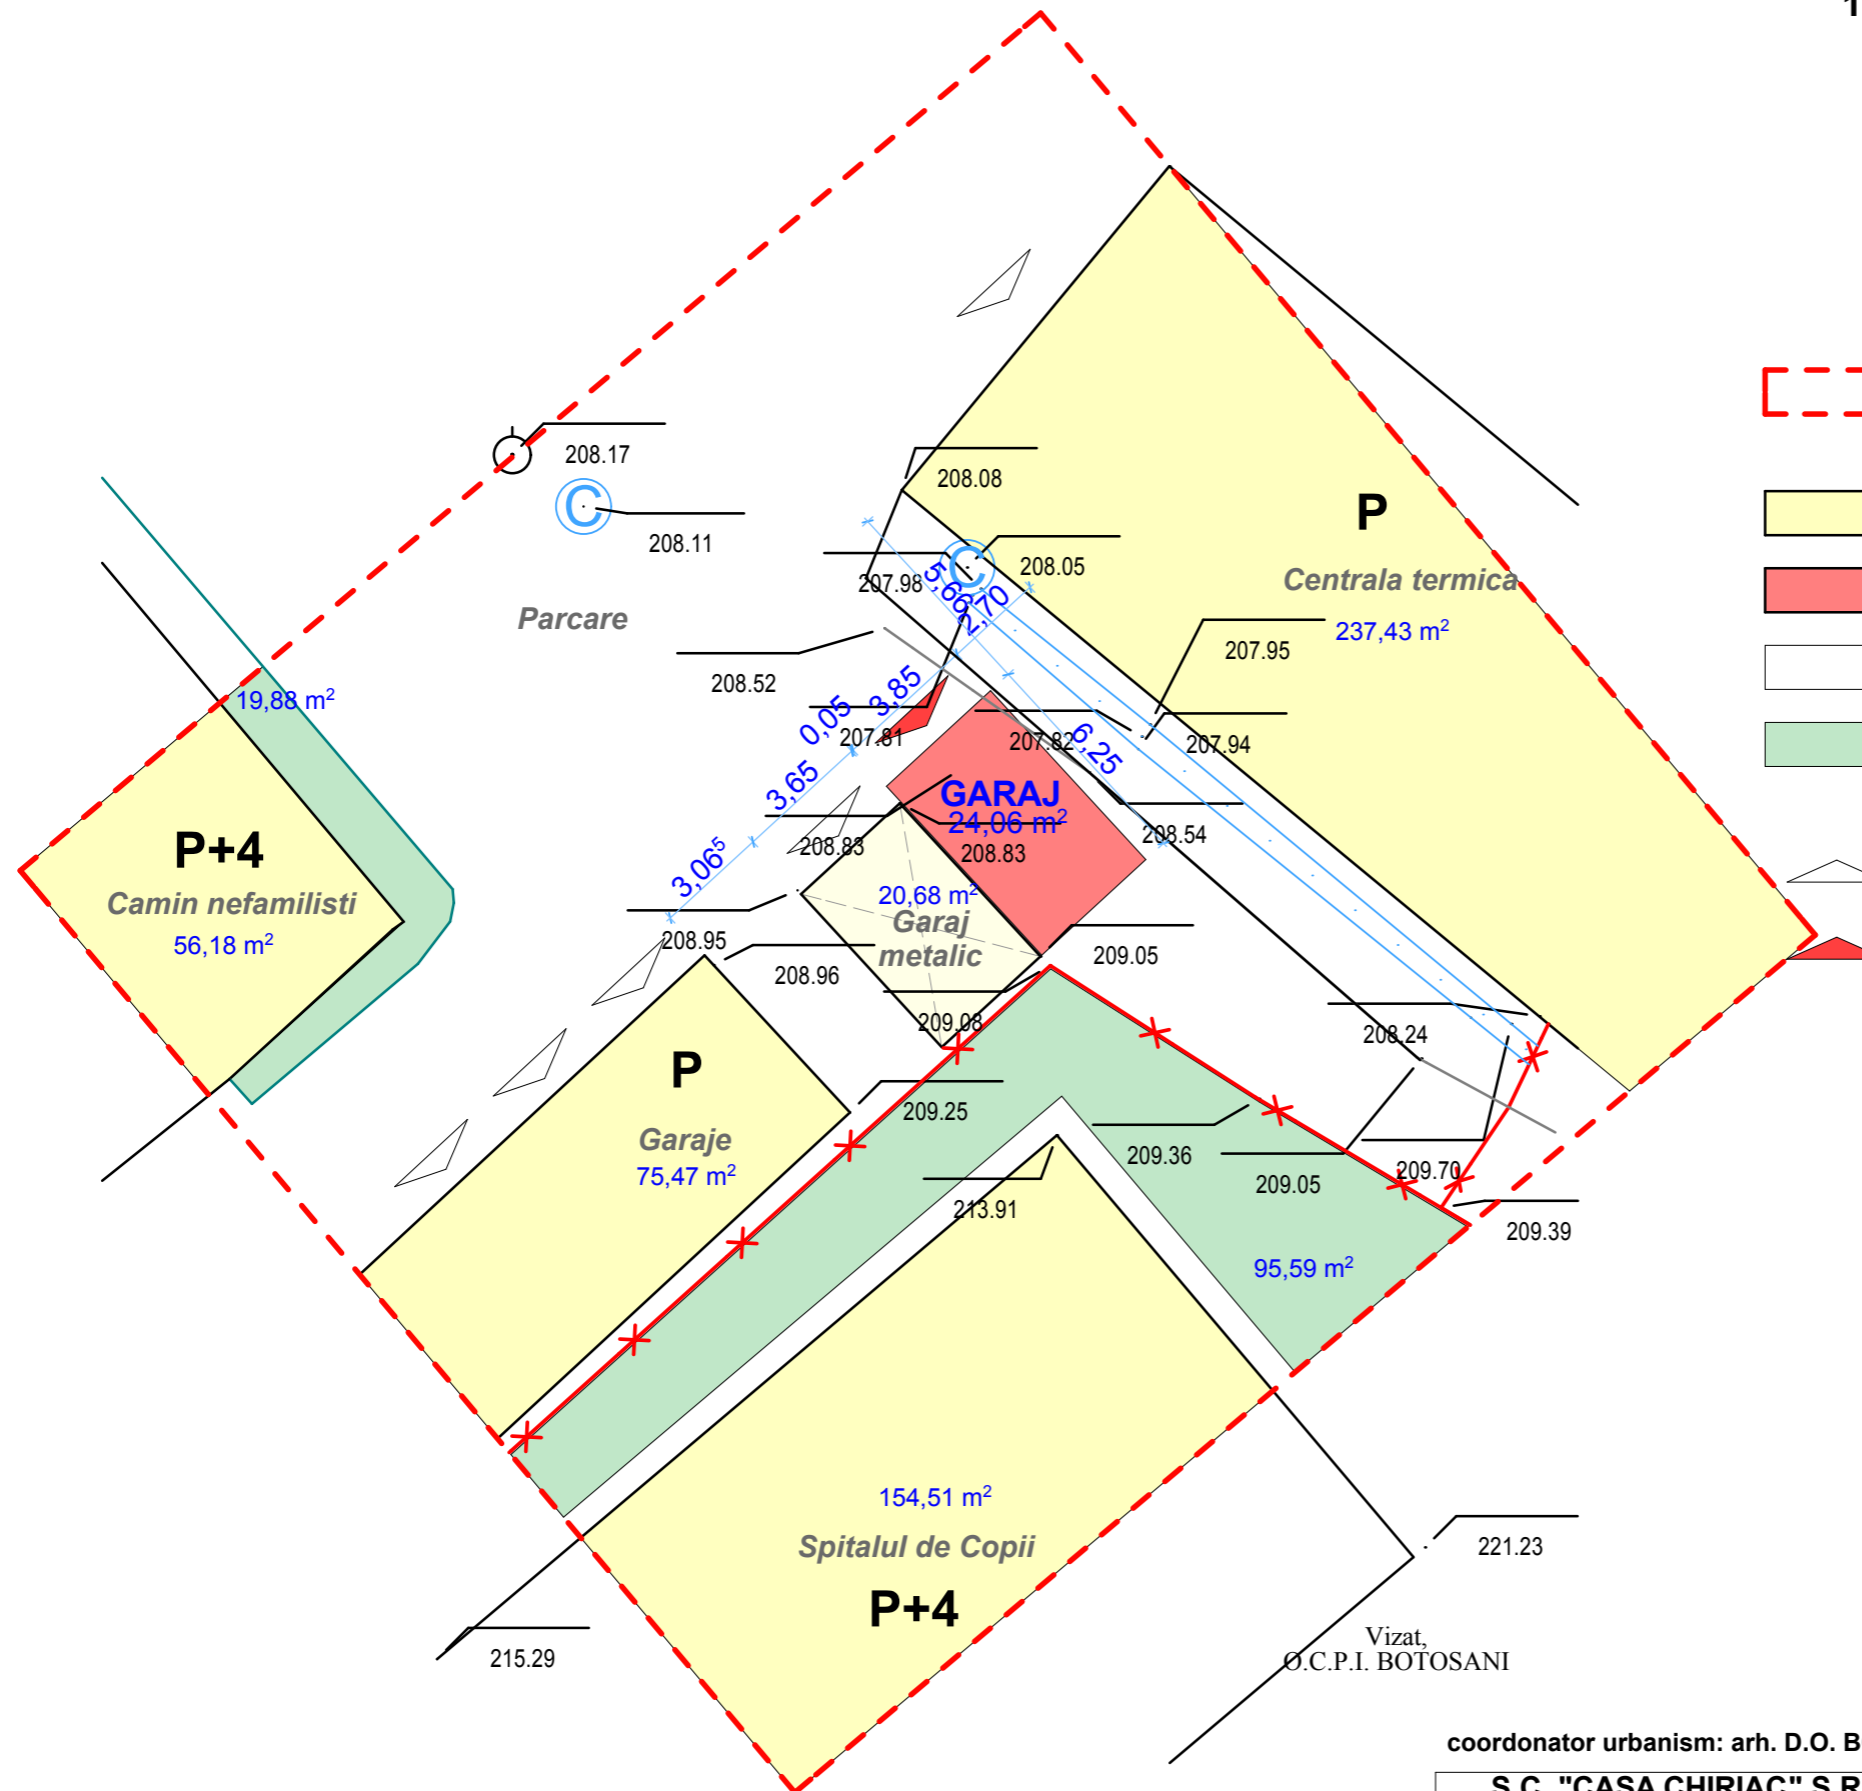 1
208.17
C
208.11
208.08
P
C
208.05
207.98
Centrala termica
237,43 m²
5,66
2,70
Parcare
207.95
208.52
3,85
19,88 m²
0,05
207.81
207.82
6,25
207.94
3,65
GARAJ
24,06 m²
208.54
P+4
208.83
208.83
3,06⁵
Camin nefamilisti
20,68 m²
56,18 m²
Garaj
metalic
208.95
208.96
209.05
209.08
208.24
P
209.25
Garaje
75,47 m²
209.36
209.05
209.70
213.91
209.39
95,59 m²
154,51 m²
Spitalul de Copii
221.23
P+4
215.29
Vizat,
O.C.P.I. BOTOSANI
coordonator urbanism: arh. D.O. B
S.C. "CASA CHIRIAC" S.R